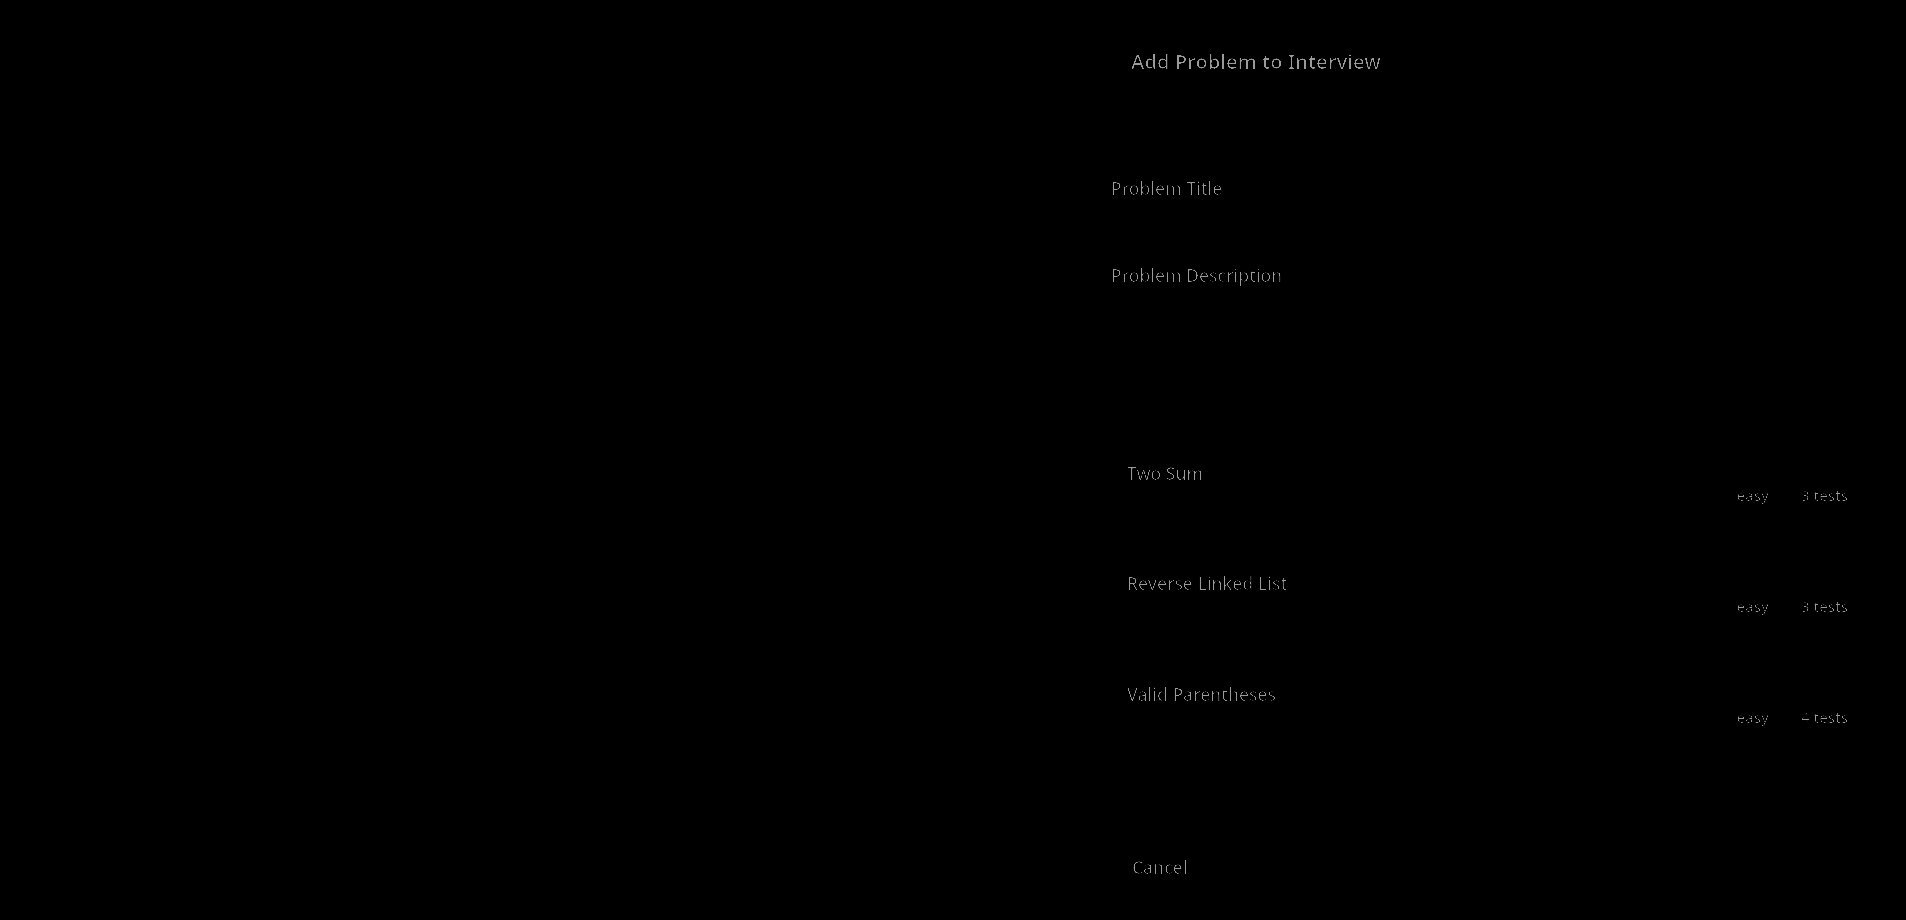 Add Problem to Interview
Problem Title
Problem Description
Two Sum
easy 3 tests
Reverse Linked List
easy 3 tests
Valid Parentheses
easy 4 tests
Cancel